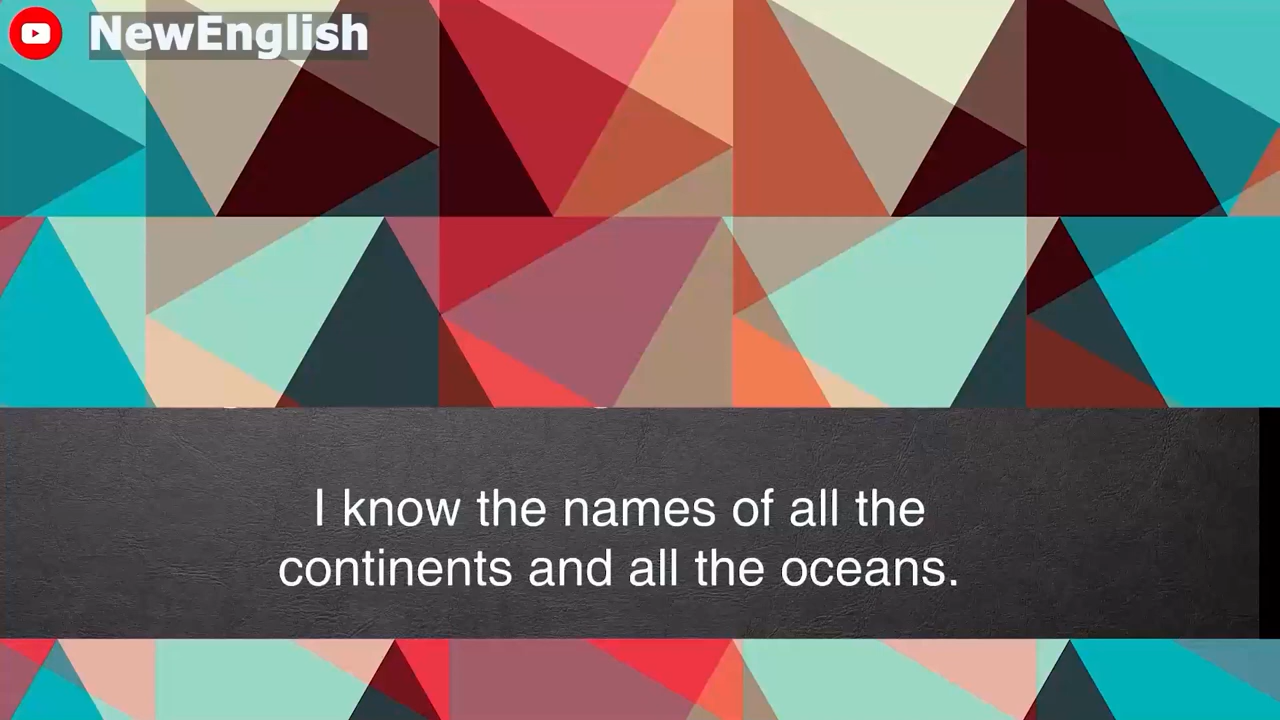 NewEnglish
I know the names of all the
continents and all the oceans.